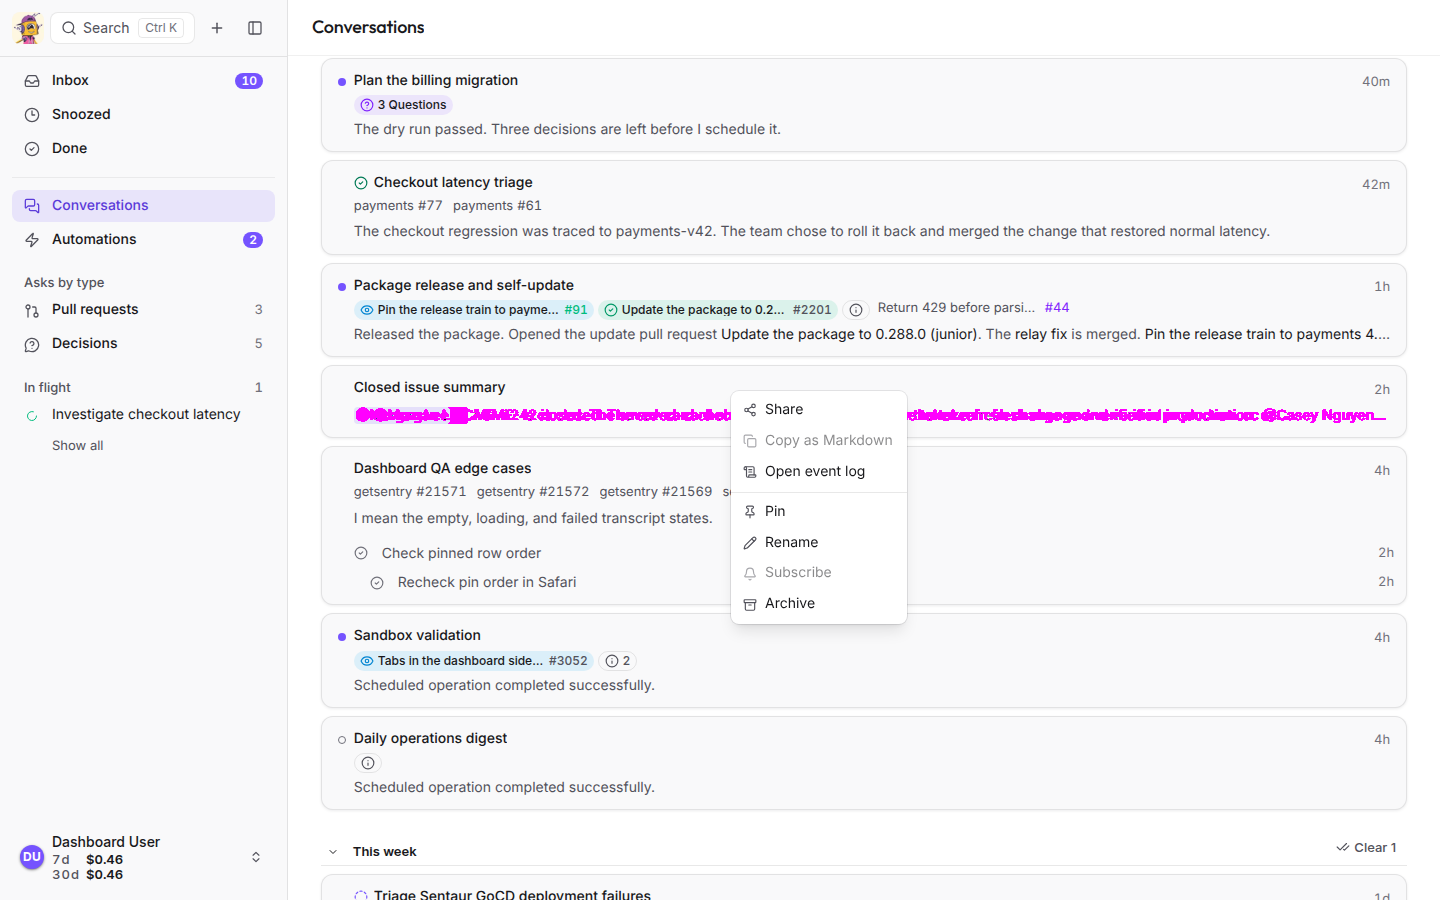 Search Ctrl K
Conversations
Inbox 10
Snoozed
Done
Conversations
Automations 2
Asks by type
Pull requests 3
Decisions 5
In flight 1
Investigate checkout latency
Show all
Dashboard User
7d $0.46
30d $0.46
DU
Plan the billing migration 40m
3 Questions
The dry run passed. Three decisions are left before I schedule it.
Checkout latency triage 42m
payments #77 payments #61
The checkout regression was traced to payments-v42. The team chose to roll it back and merged the change that restored normal latency.
Package release and self-update 1h
Pin the release train to payme... #91 Update the package to 0.2... #2201 Return 429 before parsi... #44
Released the package. Opened the update pull request Update the package to 0.288.0 (junior). The relay fix is merged. Pin the release train to payments 4....
Closed issue summary 2h
@Casey Nguyen
Dashboard QA edge cases 4h
getsentry #21571 getsentry #21572 getsentry #21569
I mean the empty, loading, and failed transcript states.
Check pinned row order 2h
Recheck pin order in Safari 2h
Share
Copy as Markdown
Open event log
Pin
Rename
Subscribe
Archive
Sandbox validation 4h
Tabs in the dashboard side... #3052 2
Scheduled operation completed successfully.
Daily operations digest 4h
Scheduled operation completed successfully.
This week Clear 1
Triage Sentaur GoCD deployment failures 1d